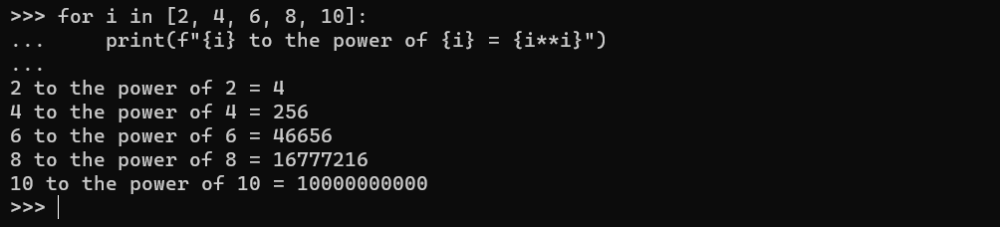 >>> for i in [2, 4, 6, 8, 10]:
...     print(f"{i} to the power of {i} = {i**i}")
...
2 to the power of 2 = 4
4 to the power of 4 = 256
6 to the power of 6 = 46656
8 to the power of 8 = 16777216
10 to the power of 10 = 10000000000
>>>